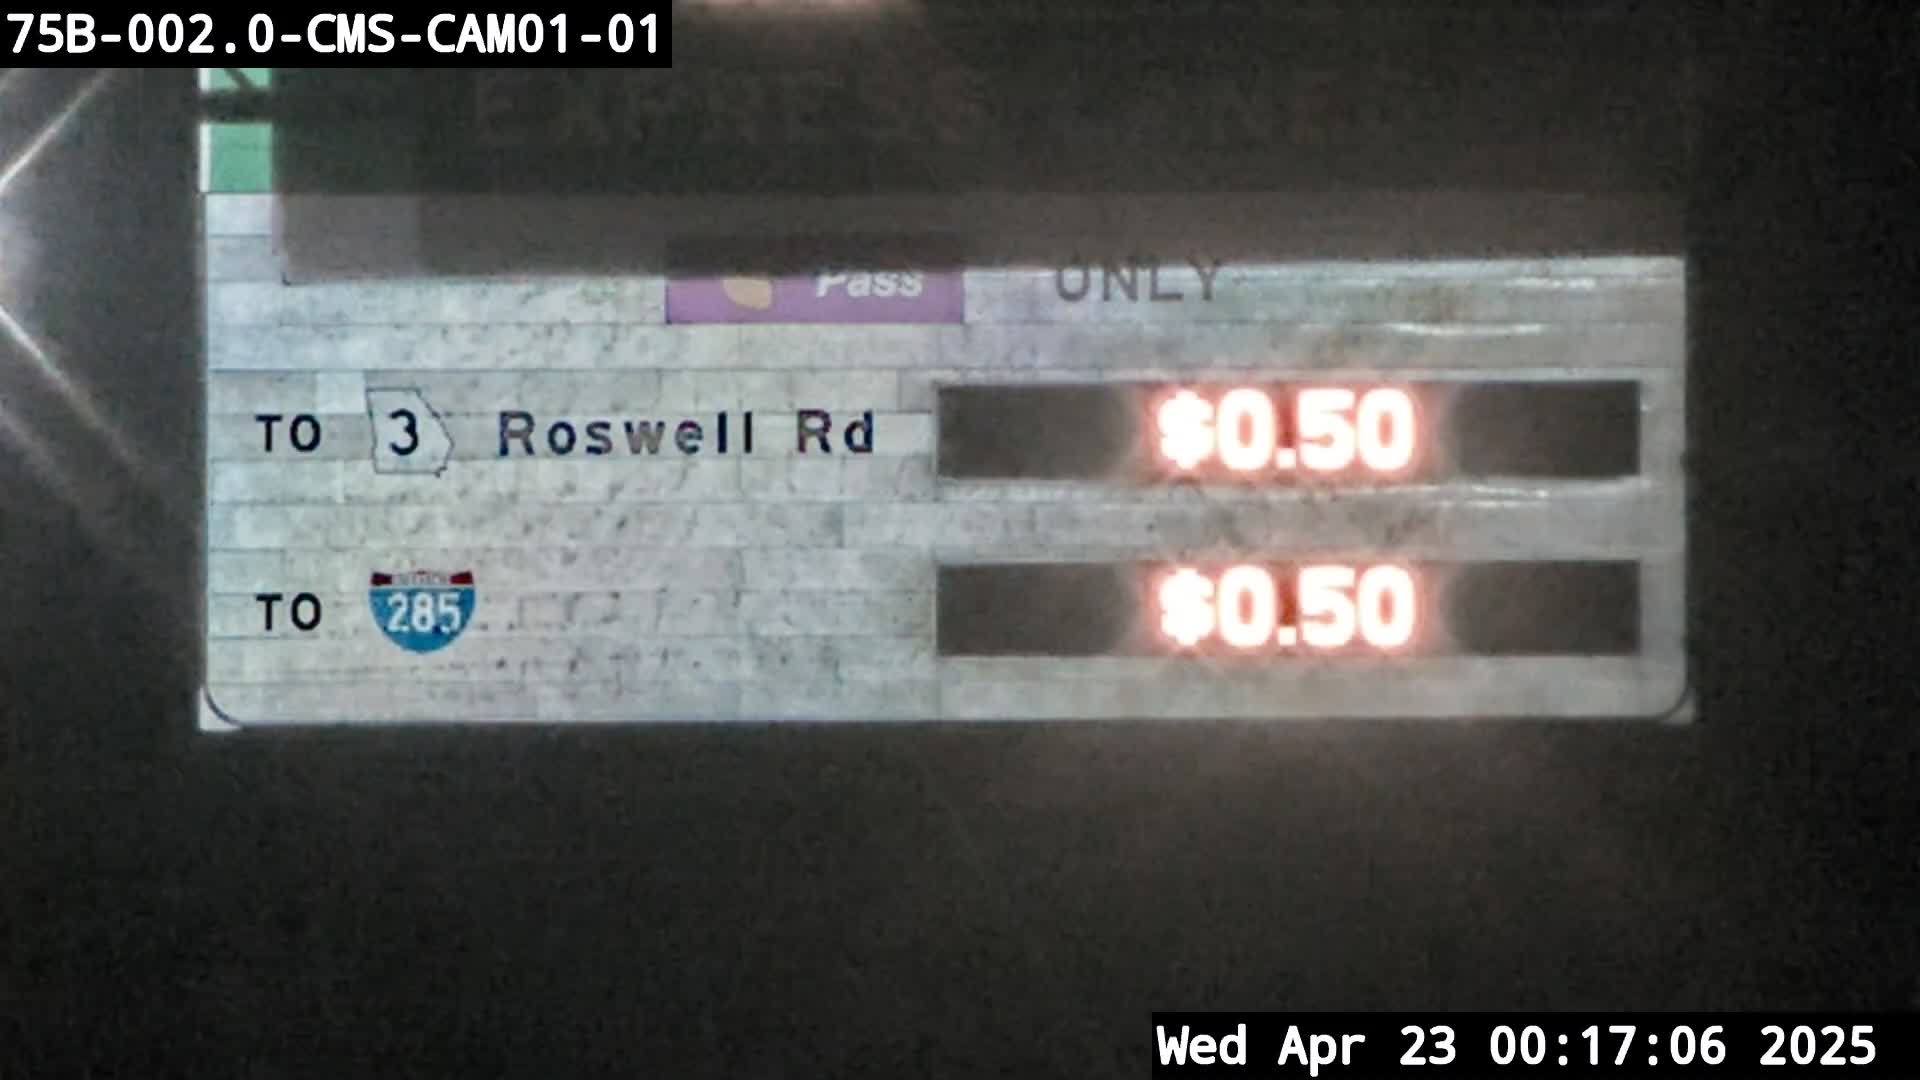 75B-002.0-CMS-CAM01-01
EXPRESS
Pass ONLY
TO 3 Roswell Rd $0.50
TO 285 $0.50
Wed Apr 23 00:17:06 2025